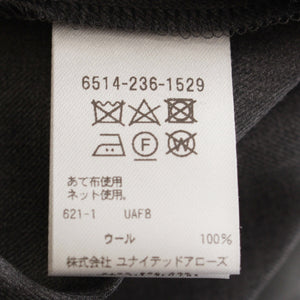 6514-236-1529
F W
あて布使用
ネット使用。
621-1 UAF8
ウール 100%
株式会社 ユナイテッドアローズ